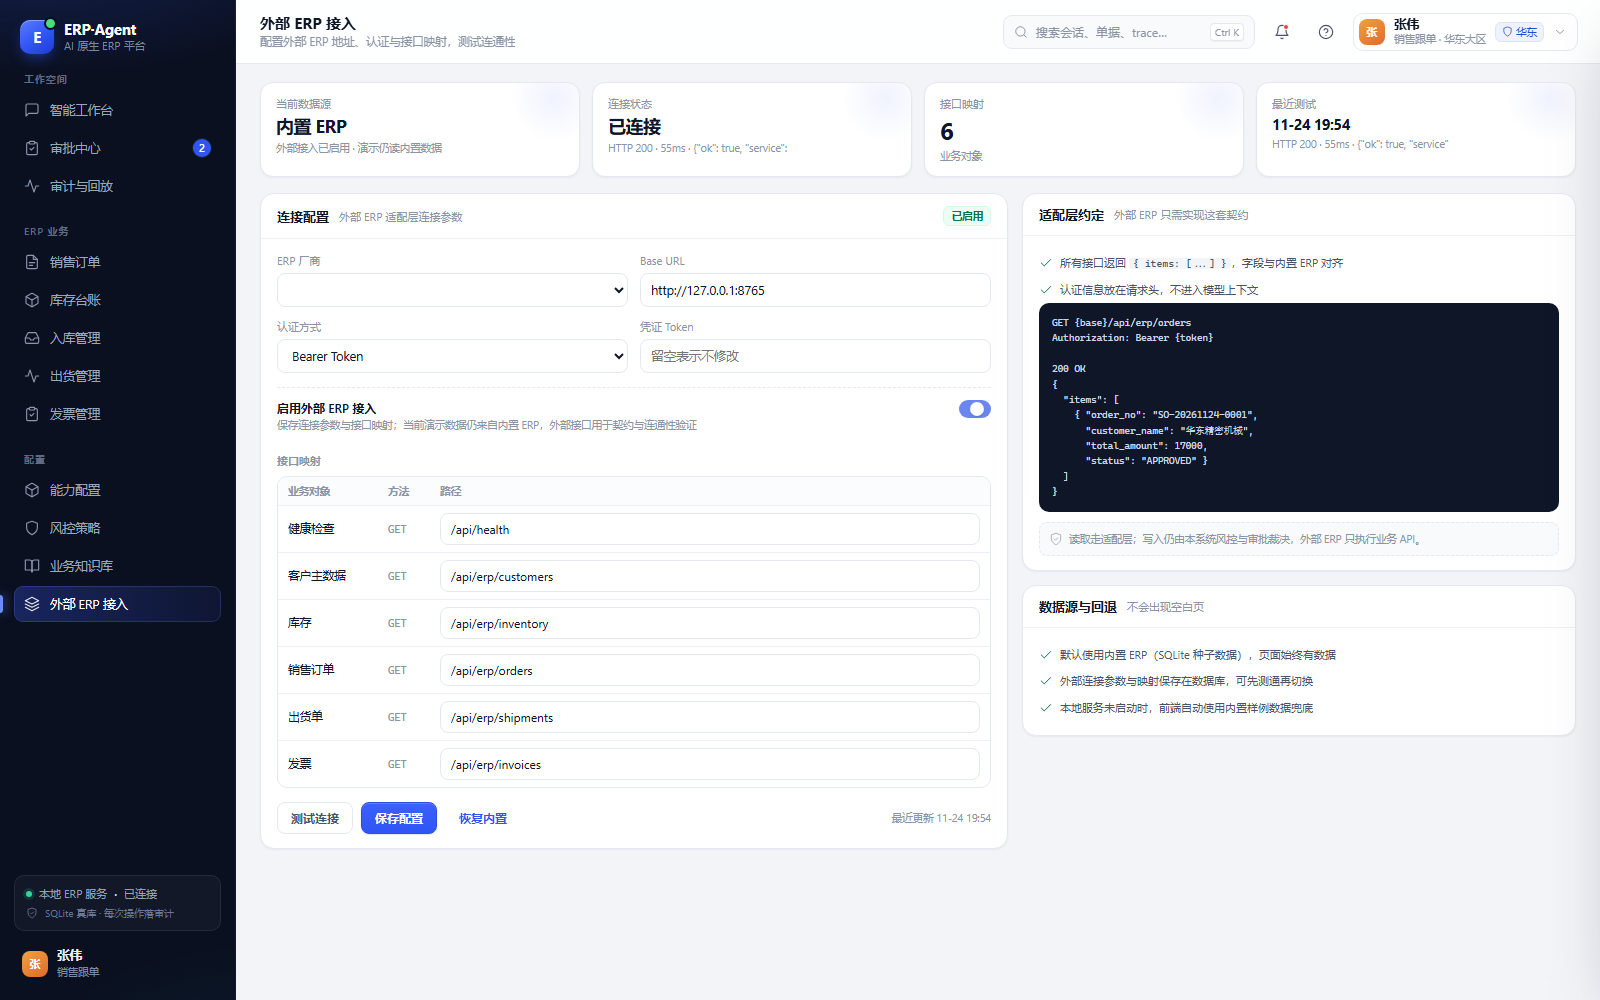 E
ERP-Agent
AI 原生 ERP 平台
工作空间
智能工作台
审批中心
2
审计与回放
ERP 业务
销售订单
库存台账
入库管理
出货管理
发票管理
配置
能力配置
风控策略
业务知识库
外部 ERP 接入
本地 ERP 服务 · 已连接
SQLite 真库 · 每次操作落审计
张
张伟
销售跟单
外部 ERP 接入
配置外部 ERP 地址、认证与接口映射，测试连通性
搜索会话、单据、trace...
Ctrl K
张
张伟
销售跟单 · 华东大区
华东
当前数据源
内置 ERP
外部接入已启用 · 演示仍读内置数据
连接状态
已连接
HTTP 200 · 55ms · {"ok": true, "service":
接口映射
6
业务对象
最近测试
11-24 19:54
HTTP 200 · 55ms · {"ok": true, "service"
连接配置
外部 ERP 适配层连接参数
已启用
ERP 厂商
Base URL
http://127.0.0.1:8765
认证方式
Bearer Token
凭证 Token
留空表示不修改
启用外部 ERP 接入
保存连接参数与接口映射；当前演示数据仍来自内置 ERP，外部接口用于契约与连通性验证
接口映射
业务对象 方法 路径
健康检查 GET /api/health
客户主数据 GET /api/erp/customers
库存 GET /api/erp/inventory
销售订单 GET /api/erp/orders
出货单 GET /api/erp/shipments
发票 GET /api/erp/invoices
测试连接
保存配置
恢复内置
最近更新 11-24 19:54
适配层约定
外部 ERP 只需实现这套契约
所有接口返回 { items: [...] } ，字段与内置 ERP 对齐
认证信息放在请求头，不进入模型上下文
GET {base}/api/erp/orders
Authorization: Bearer {token}
200 OK
{
"items": [
{ "order_no": "SO-20261124-0001",
"customer_name": "华东精密机械",
"total_amount": 17000,
"status": "APPROVED" }
]
}
读取走适配层；写入仍由本系统风控与审批裁决，外部 ERP 只执行业务 API。
数据源与回退
不会出现空白页
默认使用内置 ERP（SQLite 种子数据），页面始终有数据
外部连接参数与映射保存在数据库，可先测通再切换
本地服务未启动时，前端自动使用内置样例数据兜底